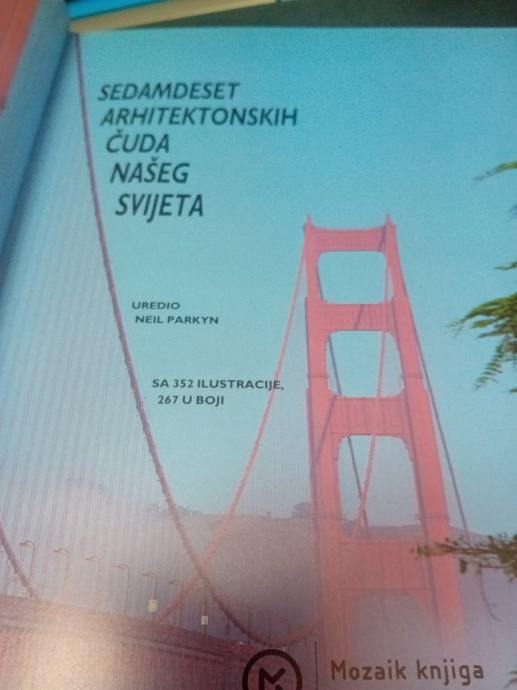 SEDAMDESET
ARHITEKTONSKIH
ČUDA
NAŠEG
SVIJETA
UREDIO
NEIL PARKYN
SA 352 ILUSTRACIJE,
267 U BOJI
Mozaik knjiga